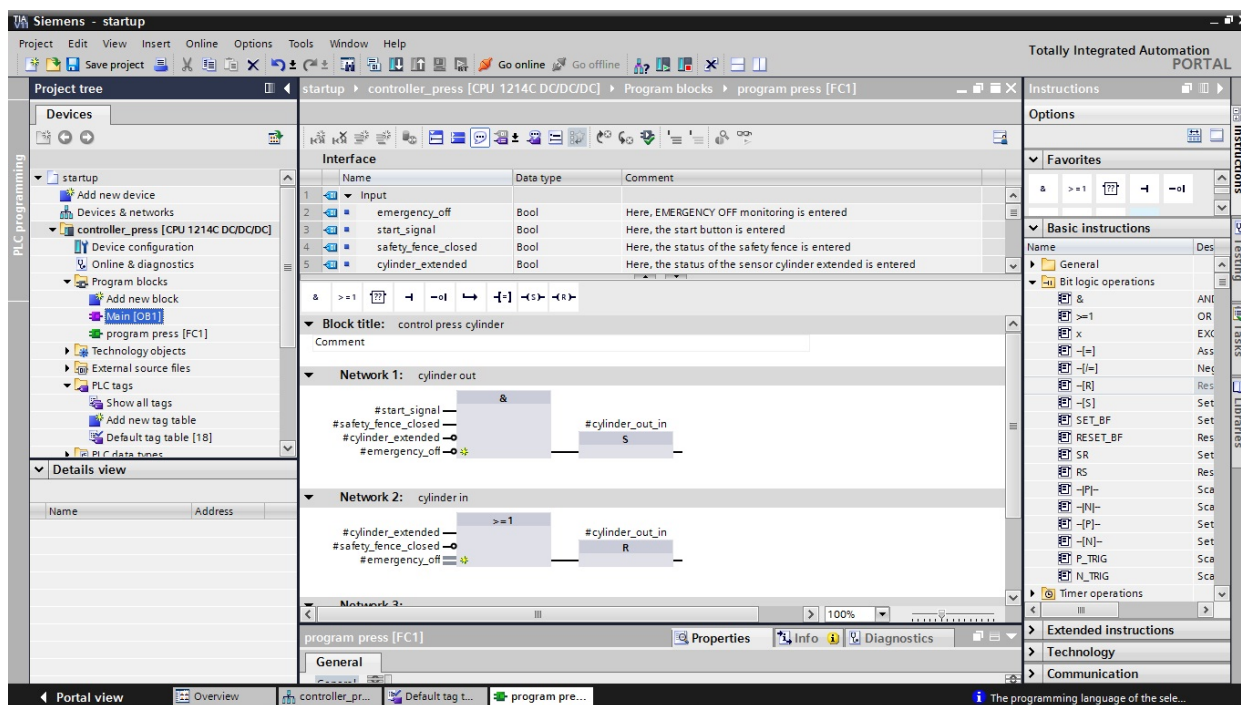 Siemens - startup
Project Edit View Insert Online Options Tools Window Help
Totally Integrated Automation
PORTAL
Save project Go online Go offline
Project tree
startup controller_press [CPU 1214C DC/DC/DC] Program blocks program press [FC1]
Instructions
Devices
Options
PLC programming
Interface
Favorites
Name Data type Comment
startup
1 Input
& >=1 ??
Add new device
2 emergency_off Bool Here, EMERGENCY OFF monitoring is entered
Devices & networks
3 start_signal Bool Here, the start button is entered
Basic instructions
controller_press [CPU 1214C DC/DC/DC]
4 safety_fence_closed Bool Here, the status of the safety fence is entered
Name Des
Device configuration
5 cylinder_extended Bool Here, the status of the sensor cylinder extended is entered
General
Online & diagnostics
Bit logic operations
Program blocks
& >=1 ?? -[=] -(S)- -(R)-
& AND
Add new block
>=1 OR
Main [OB1]
Block title: control press cylinder
x EXC
program press [FC1]
Comment
-[=] Ass
Technology objects
-[/=] Neg
External source files
Network 1: cylinder out
-[R] Res
PLC tags
-[S] Set
Show all tags
&
SET_BF Set
Add new tag table
#start_signal
RESET_BF Res
Default tag table [18]
#safety_fence_closed #cylinder_out_in
SR Set
PLC data types
#cylinder_extended S
RS Res
#emergency_off
Details view
-|P|- Sca
-|N|- Sca
Name Address
Network 2: cylinder in
-[P]- Set
-[N]- Set
>=1
P_TRIG Sca
#cylinder_extended #cylinder_out_in
N_TRIG Sca
#safety_fence_closed R
#emergency_off
Timer operations
Network 3:
100%
Extended instructions
program press [FC1] Properties Info Diagnostics
Technology
General
Communication
Testing
Tasks
Libraries
Portal view Overview controller_pr... Default tag t... program pre... The programming language of the sele...